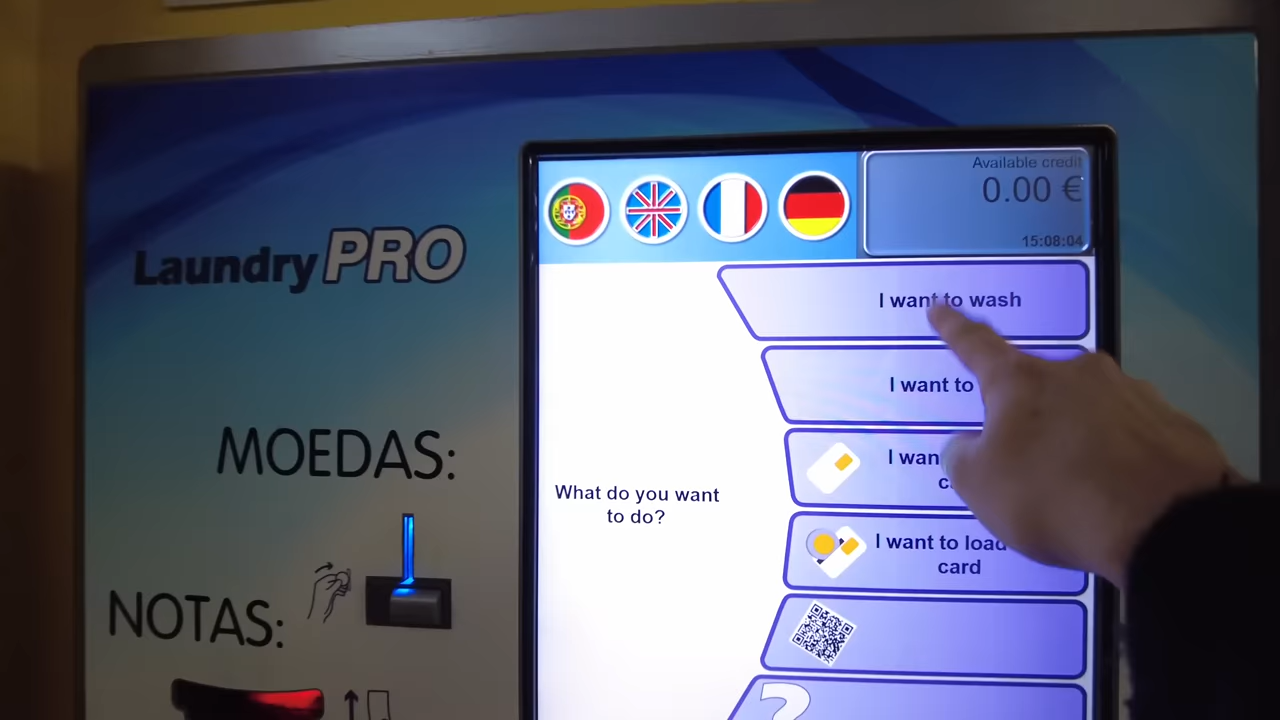 Laundry PRO
MOEDAS:
NOTAS:
Available credit
0.00 €
15:08:04
What do you want
to do?
I want to wash
I want to
I
I want to load
card